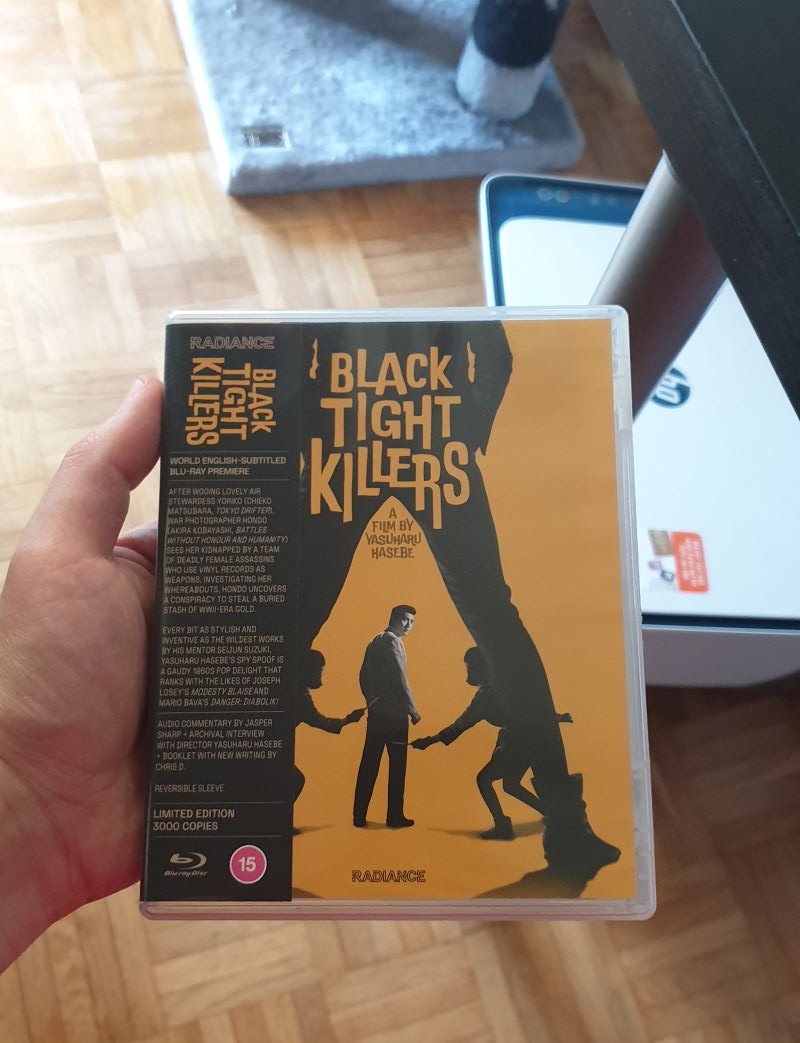 RADIANCE
BLACK
TIGHT
KILLERS
WORLD ENGLISH-SUBTITLED
BLU-RAY PREMIERE
AFTER WOOING LOVELY AIR
STEWARDESS YORIKO (CHIEKO
MATSUBARA, TOKYO DRIFTER),
WAR PHOTOGRAPHER HONDO
(AKIRA KOBAYASHI, BATTLES
WITHOUT HONOUR AND HUMANITY)
SEES HER KIDNAPPED BY A TEAM
OF DEADLY FEMALE ASSASSINS
WHO USE VINYL RECORDS AS
WEAPONS. INVESTIGATING HER
WHEREABOUTS, HONDO UNCOVERS
A CONSPIRACY TO STEAL A BURIED
STASH OF WWII-ERA GOLD.
EVERY BIT AS STYLISH AND
INVENTIVE AS THE WILDEST WORKS
BY HIS MENTOR SEIJUN SUZUKI,
YASUHARU HASEBE'S SPY SPOOF IS
A GAUDY 1960S POP DELIGHT THAT
RANKS WITH THE LIKES OF JOSEPH
LOSEY'S MODESTY BLAISE AND
MARIO BAVA'S DANGER: DIABOLIK!
AUDIO COMMENTARY BY JASPER
SHARP + ARCHIVAL INTERVIEW
WITH DIRECTOR YASUHARU HASEBE
+ BOOKLET WITH NEW WRITING BY
CHRIS D.
REVERSIBLE SLEEVE
LIMITED EDITION
3000 COPIES
Blu-ray Disc
15
BLACK
TIGHT
KILLERS
A
FILM BY
YASUHARU
HASEBE
RADIANCE
hp